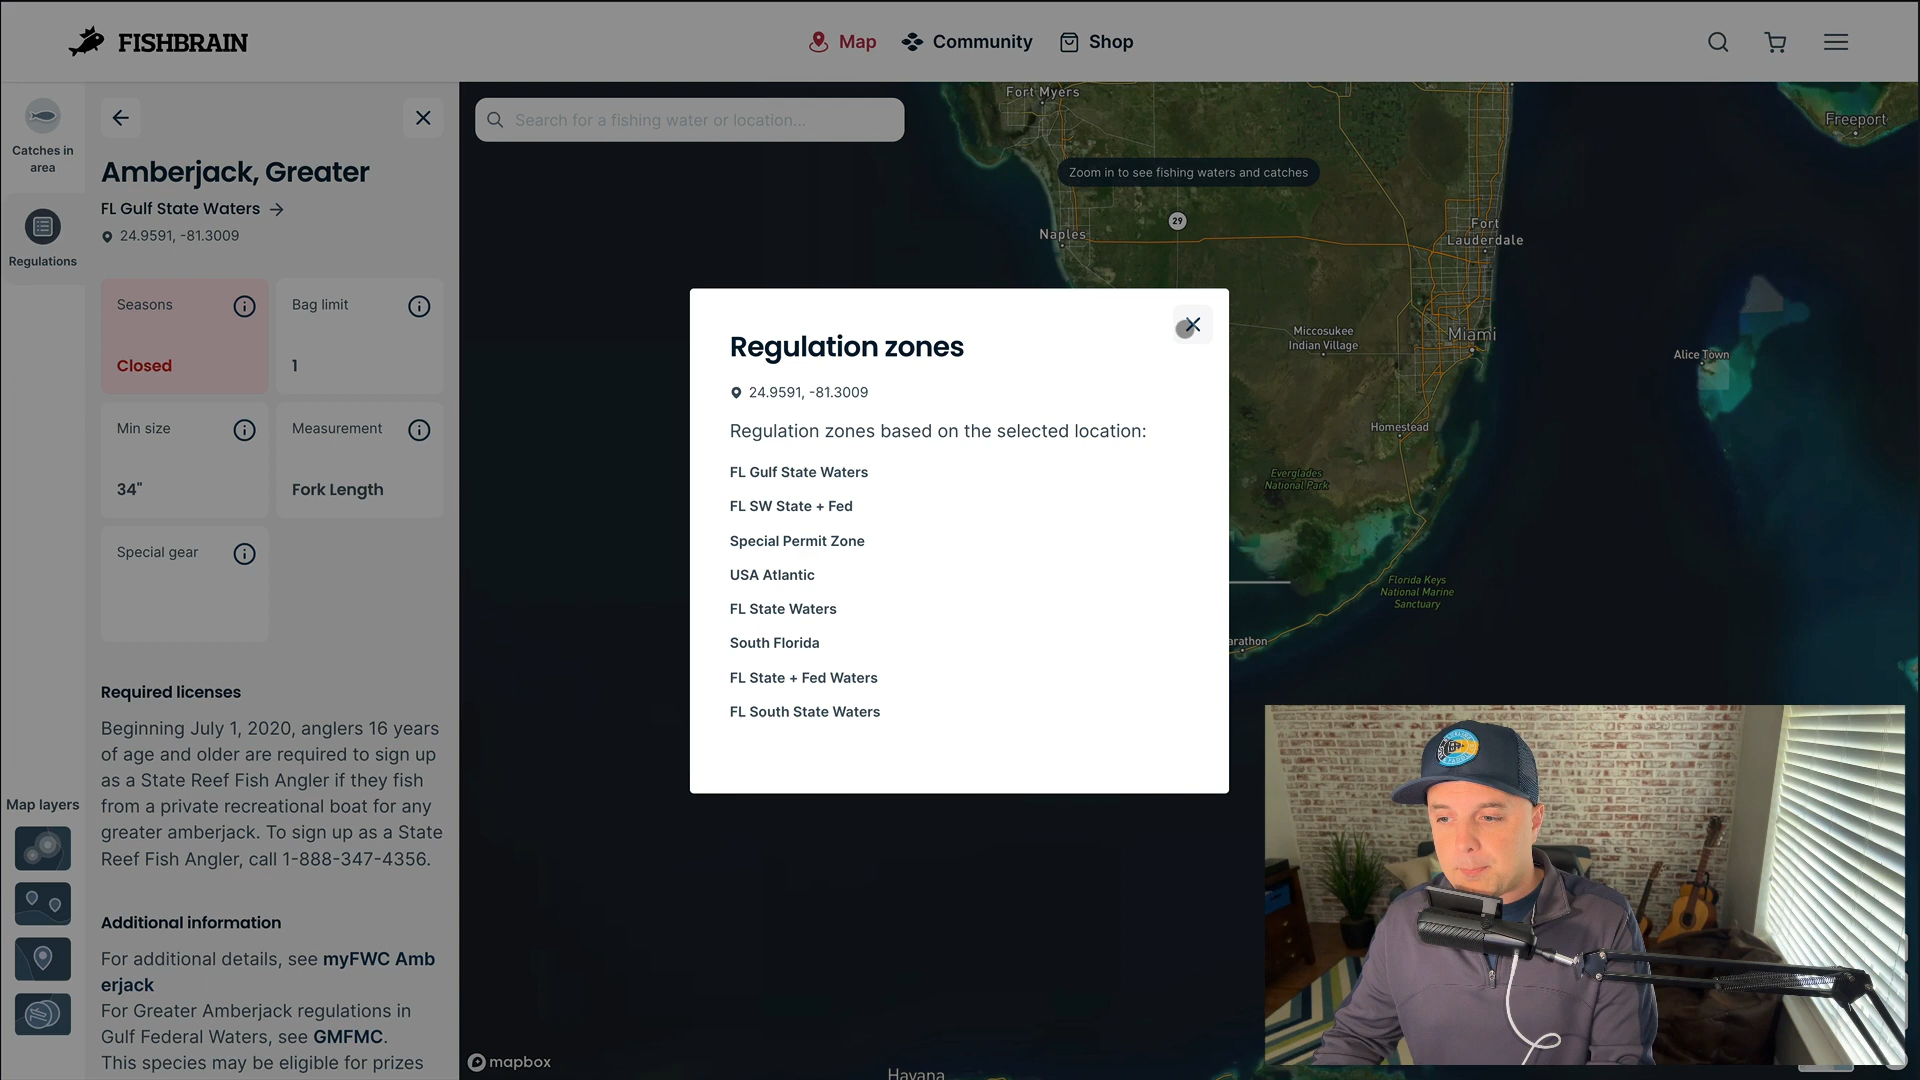 FISHBRAIN
Map
Community
Shop
Catches in
area
Regulations
Map layers
Amberjack, Greater
FL Gulf State Waters
24.9591, -81.3009
Seasons
Closed
Bag limit
1
Min size
34"
Measurement
Fork Length
Special gear
Required licenses
Beginning July 1, 2020, anglers 16 years
of age and older are required to sign up
as a State Reef Fish Angler if they fish
from a private recreational boat for any
greater amberjack. To sign up as a State
Reef Fish Angler, call 1-888-347-4356.
Additional information
For additional details, see myFWC Amb
erjack
For Greater Amberjack regulations in
Gulf Federal Waters, see GMFMC.
This species may be eligible for prizes
Search for a fishing water or location...
Zoom in to see fishing waters and catches
Fort Myers
Freeport
29
Naples
Fort
Lauderdale
Miccosukee
Indian Village
Miami
Alice Town
Homestead
Everglades
National Park
Florida Keys
National Marine
Sanctuary
arathon
Havana
mapbox
Regulation zones
24.9591, -81.3009
Regulation zones based on the selected location:
FL Gulf State Waters
FL SW State + Fed
Special Permit Zone
USA Atlantic
FL State Waters
South Florida
FL State + Fed Waters
FL South State Waters